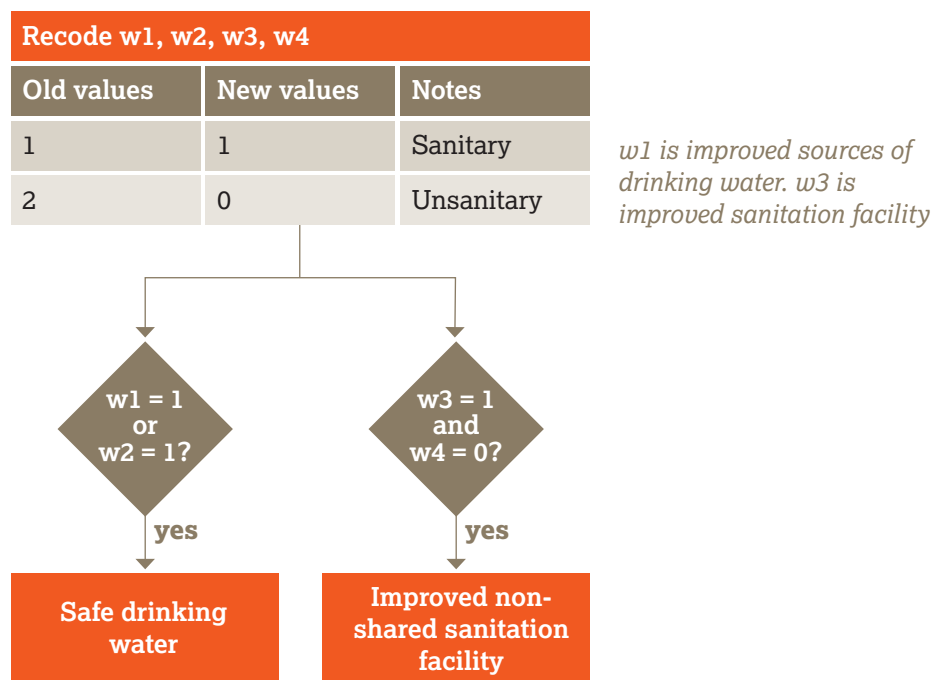 Recode w1, w2, w3, w4
Old values New values Notes
1 1 Sanitary
2 0 Unsanitary
w1 is improved sources of
drinking water. w3 is
improved sanitation facility
w1 = 1
or
w2 = 1?
w3 = 1
and
w4 = 0?
yes
yes
Safe drinking
water
Improved non-
shared sanitation
facility